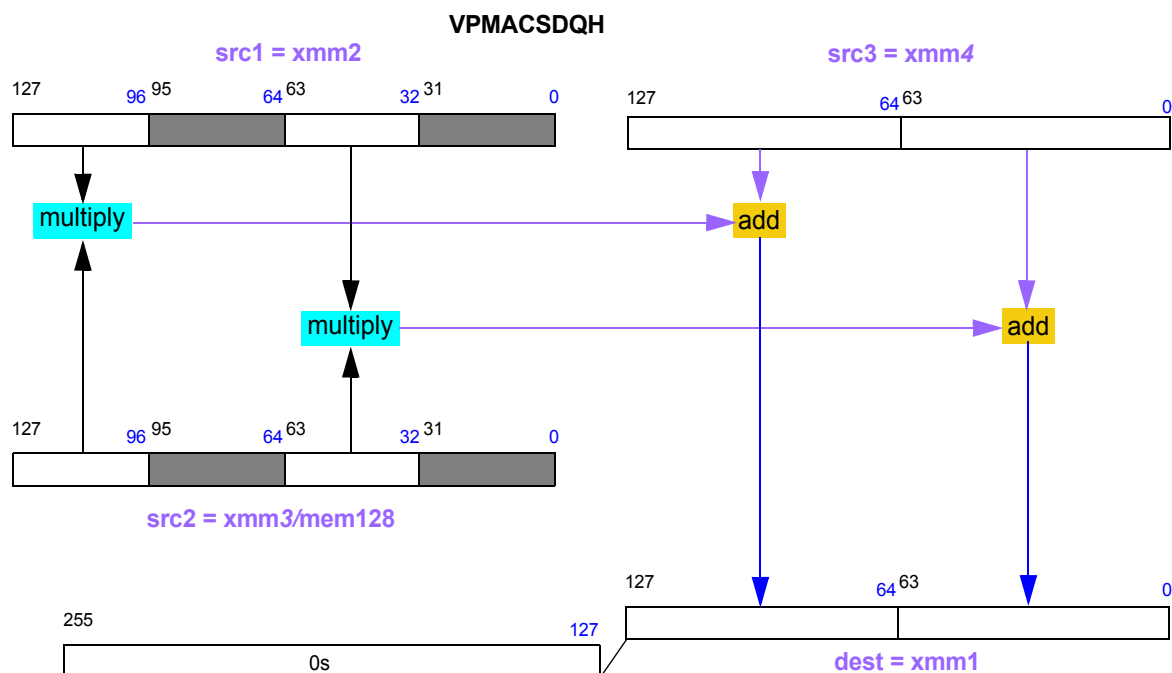 VPMACSDQH
src1 = xmm2
src3 = xmm4
127 96 95 64 63 32 31 0
127 64 63 0
multiply
add
multiply
add
127 96 95 64 63 32 31 0
src2 = xmm3/mem128
127 64 63 0
255 127
0s
dest = xmm1